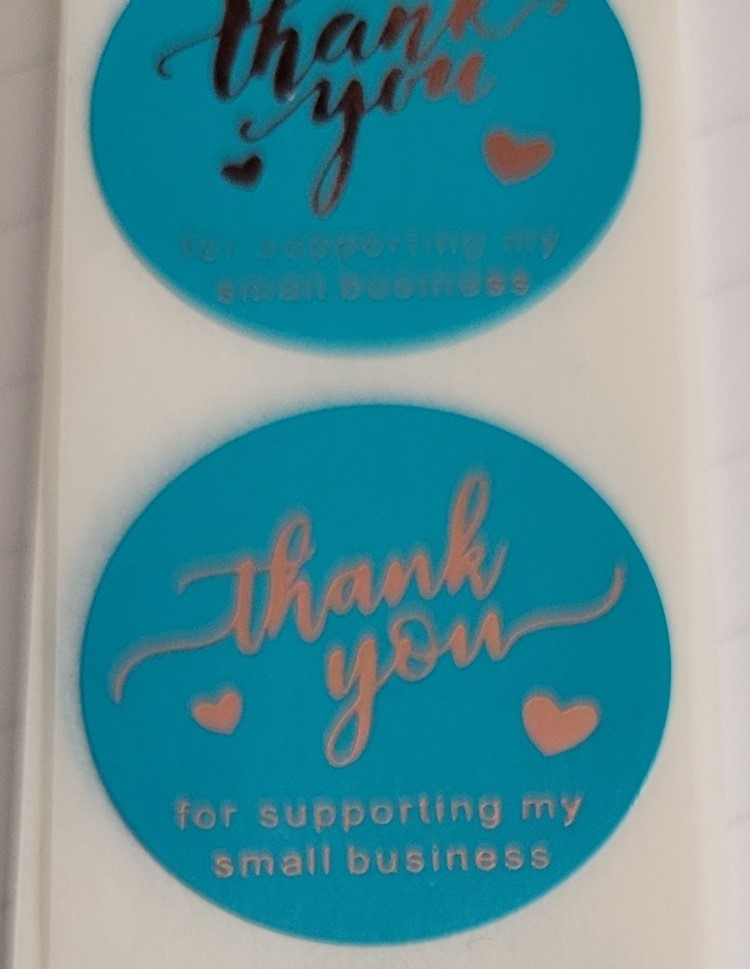 thank
you
for supporting my
small business
thank
you
for supporting my
small business